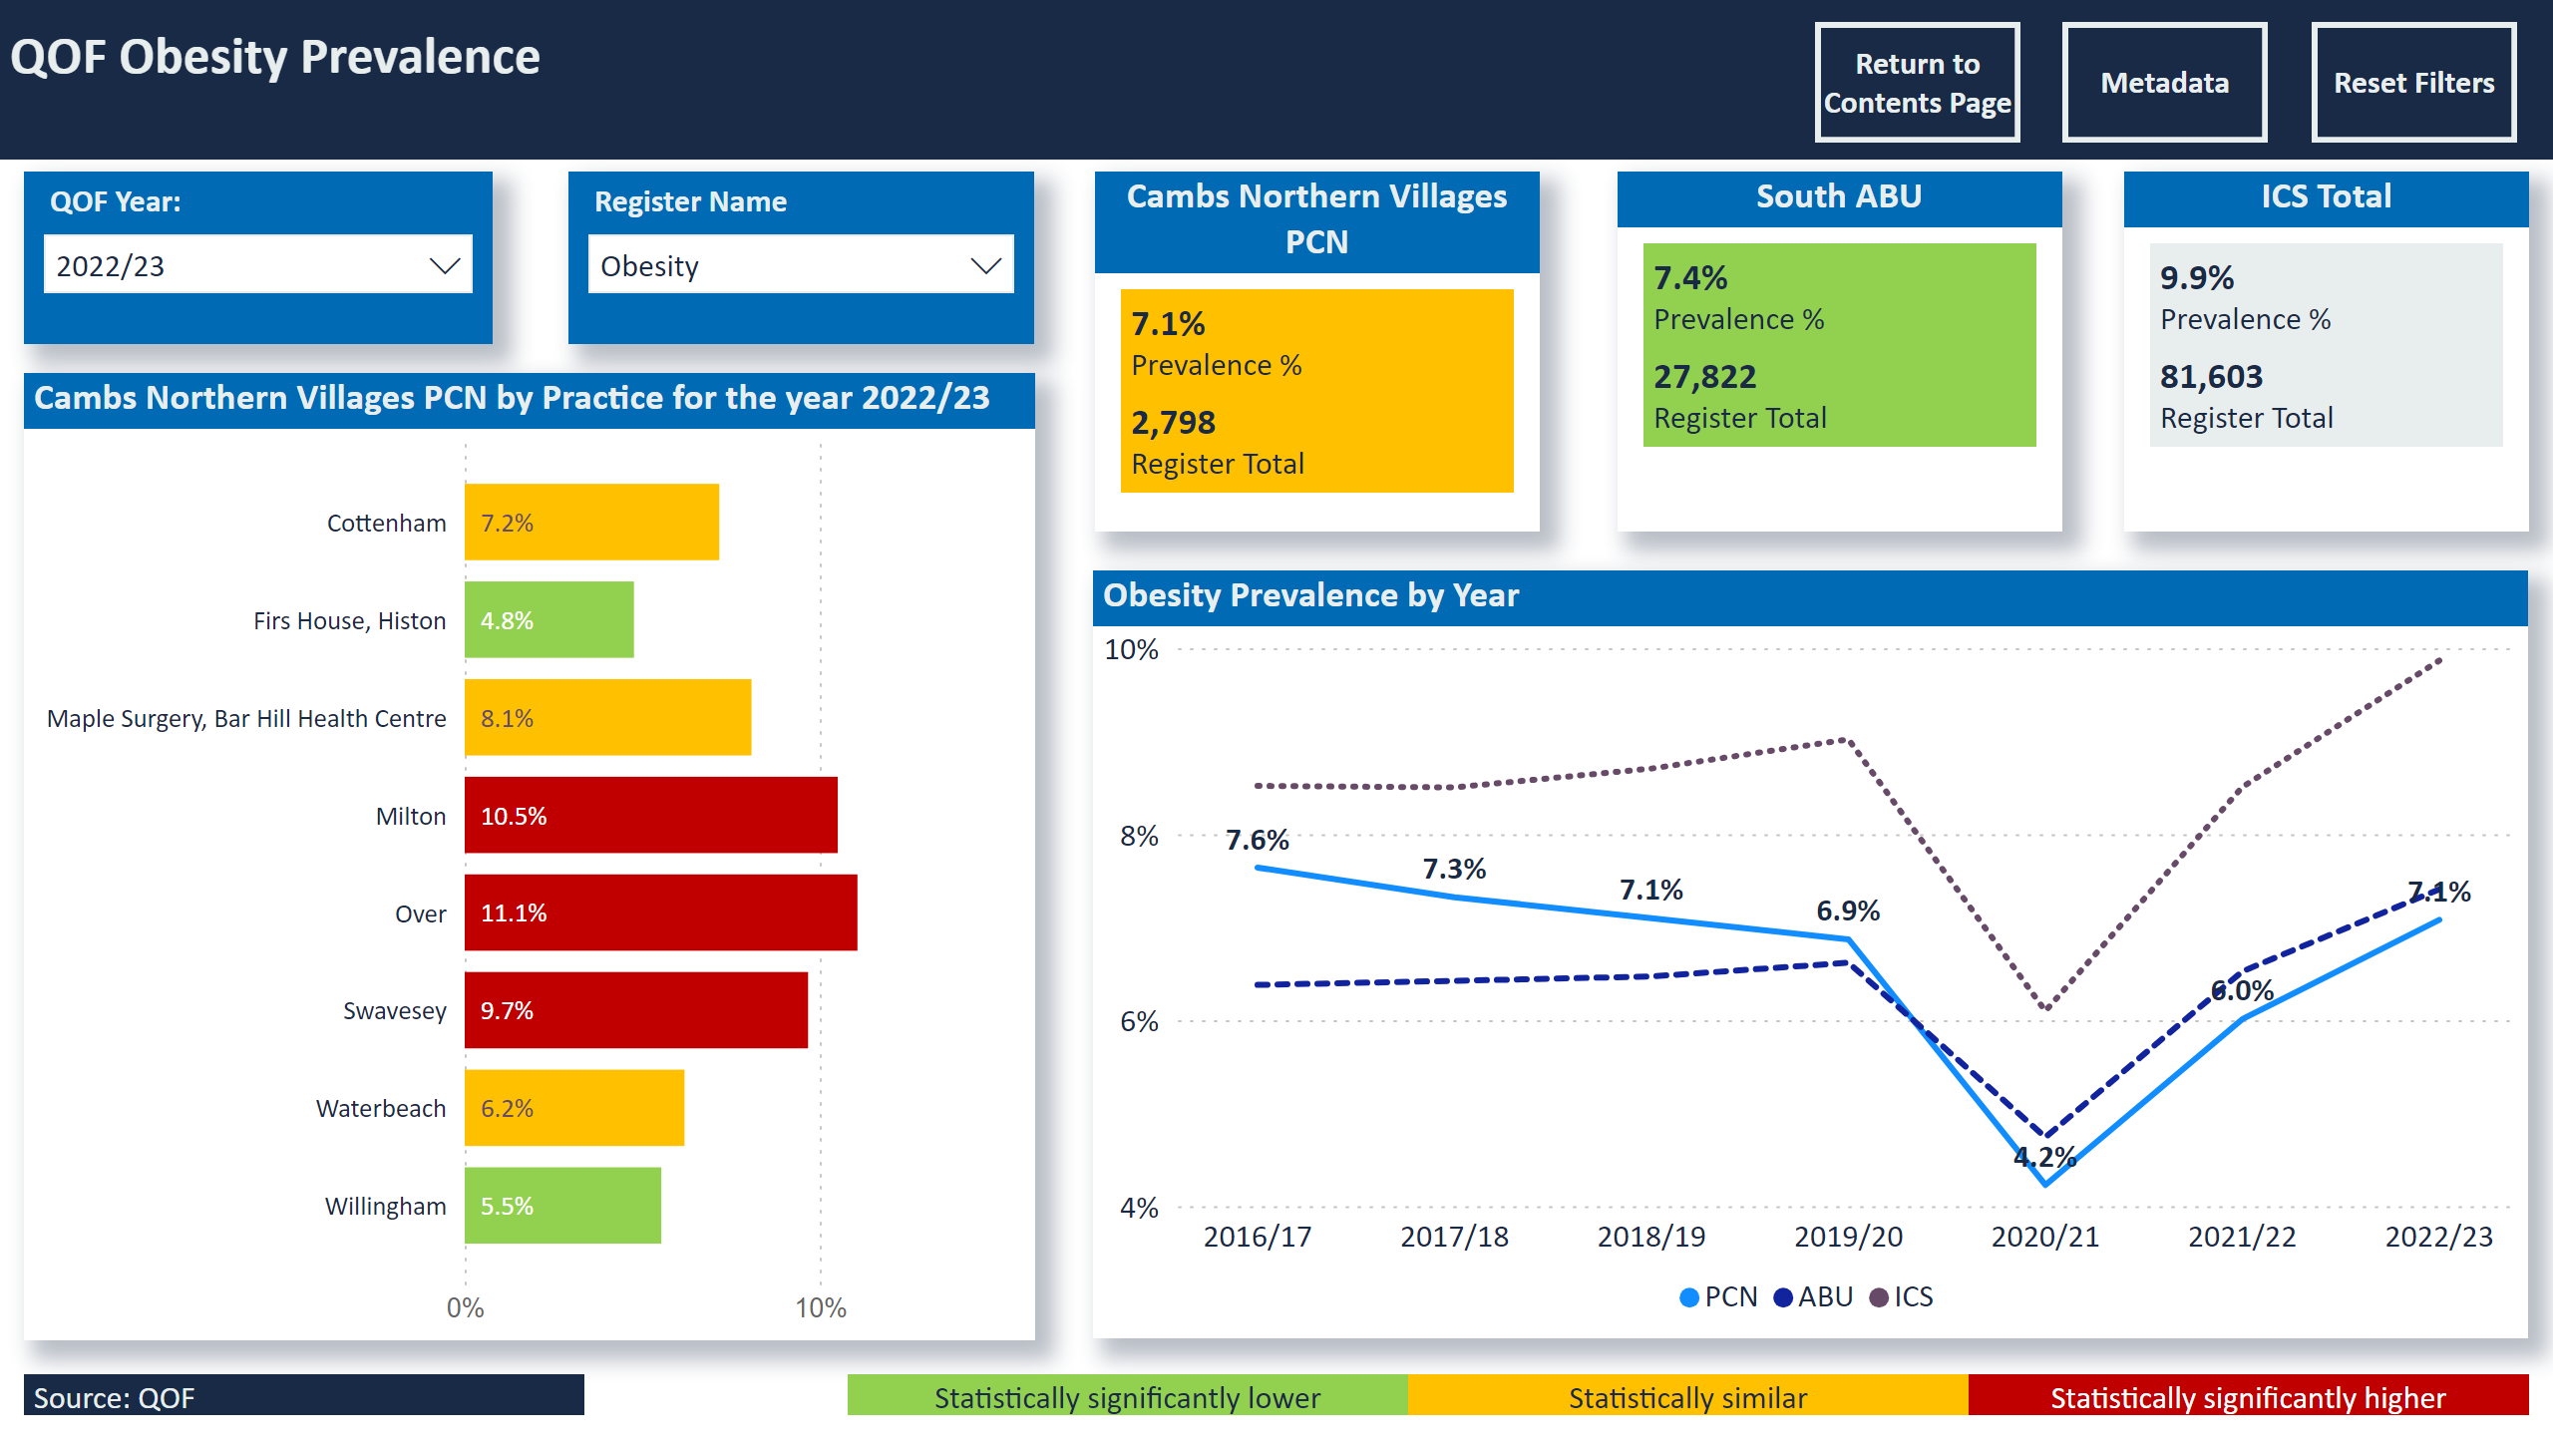 QOF Obesity Prevalence
Return to
Contents Page
Metadata
Reset Filters
QOF Year:
2022/23
Register Name
Obesity
Cambs Northern Villages
PCN
7.1%
Prevalence %
2,798
Register Total
South ABU
7.4%
Prevalence %
27,822
Register Total
ICS Total
9.9%
Prevalence %
81,603
Register Total
Cambs Northern Villages PCN by Practice for the year 2022/23
Cottenham 7.2%
Firs House, Histon 4.8%
Maple Surgery, Bar Hill Health Centre 8.1%
Milton 10.5%
Over 11.1%
Swavesey 9.7%
Waterbeach 6.2%
Willingham 5.5%
0% 10%
Obesity Prevalence by Year
10%
8%
6%
4%
7.6%
7.3%
7.1%
6.9%
4.2%
6.0%
7.1%
2016/17 2017/18 2018/19 2019/20 2020/21 2021/22 2022/23
PCN ABU ICS
Source: QOF
Statistically significantly lower
Statistically similar
Statistically significantly higher